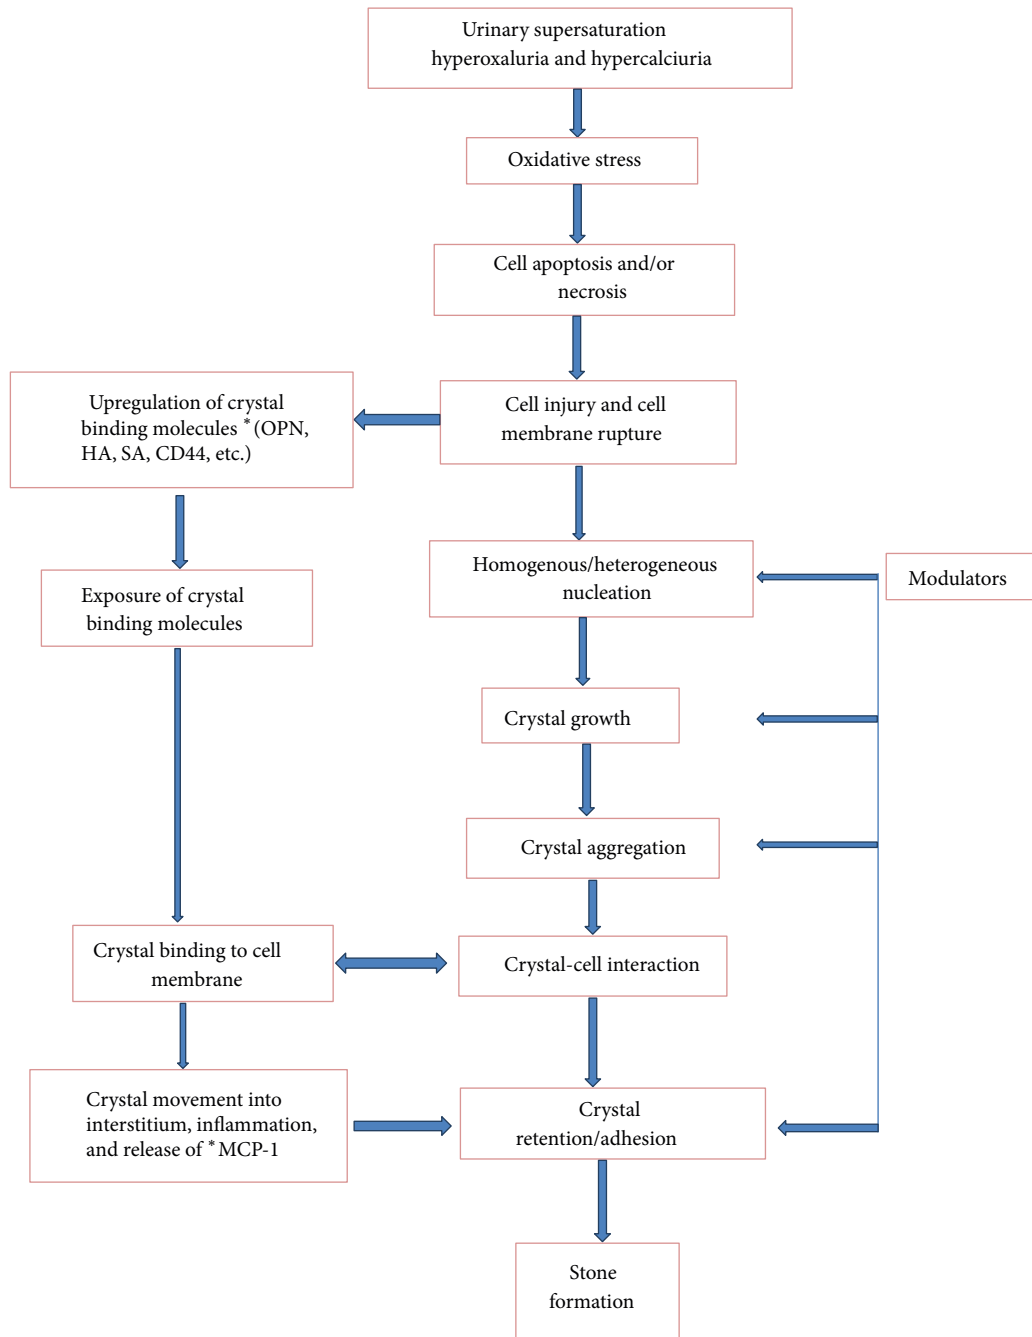 Urinary supersaturation
hyperoxaluria and hypercalciuria
Oxidative stress
Cell apoptosis and/or
necrosis
Cell injury and cell
membrane rupture
Upregulation of crystal
binding molecules *(OPN,
HA, SA, CD44, etc.)
Homogenous/heterogeneous
nucleation
Modulators
Exposure of crystal
binding molecules
Crystal growth
Crystal aggregation
Crystal binding to cell
membrane
Crystal-cell interaction
Crystal movement into
interstitium, inflammation,
and release of *MCP-1
Crystal
retention/adhesion
Stone
formation